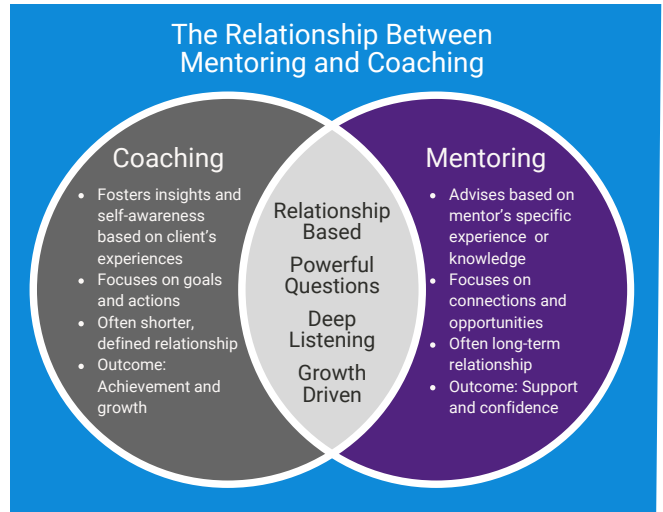 The Relationship Between
Mentoring and Coaching
Coaching
• Fosters insights and
self-awareness
based on client's
experiences
• Focuses on goals
and actions
• Often shorter,
defined relationship
• Outcome:
Achievement and
growth
Relationship
Based
Powerful
Questions
Deep
Listening
Growth
Driven
Mentoring
• Advises based on
mentor's specific
experience or
knowledge
• Focuses on
connections and
opportunities
• Often long-term
relationship
• Outcome: Support
and confidence